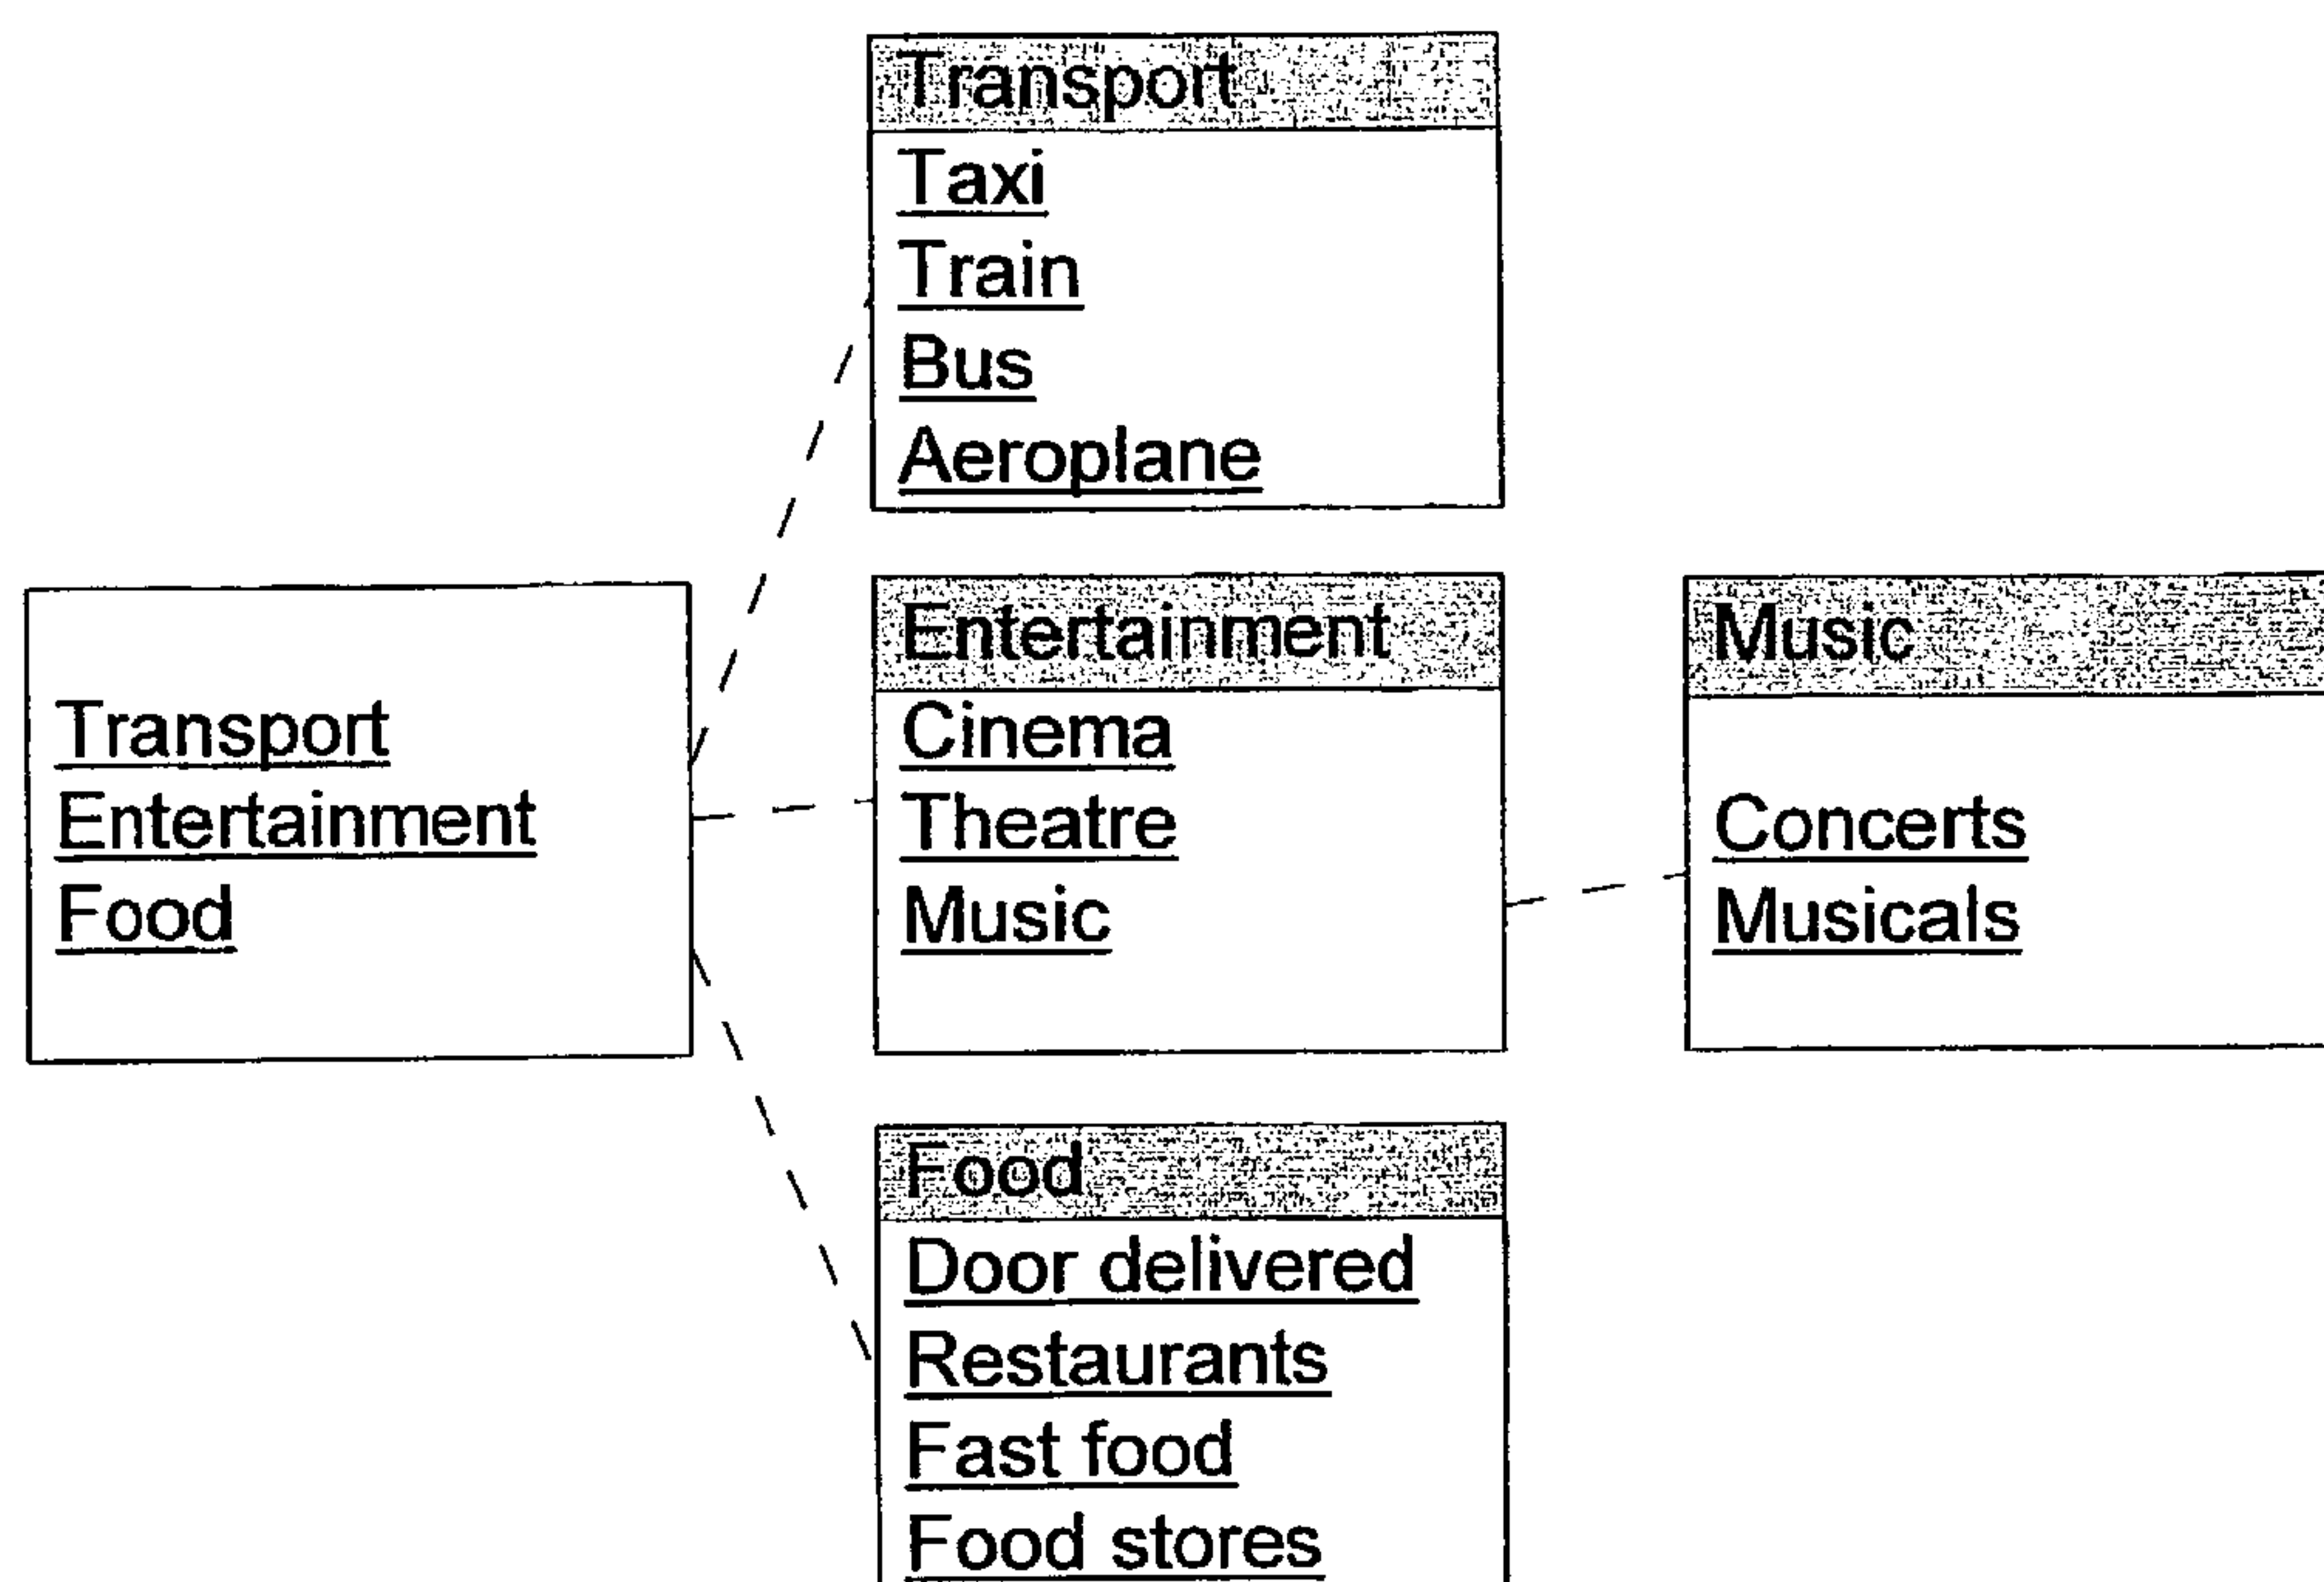 Transport
Taxi
Train
Bus
Aeroplane
Transport
Entertainment
Food
Entertainment
Cinema
Theatre
Music
Music
Concerts
Musicals
Food
Door delivered
Restaurants
Fast food
Food stores